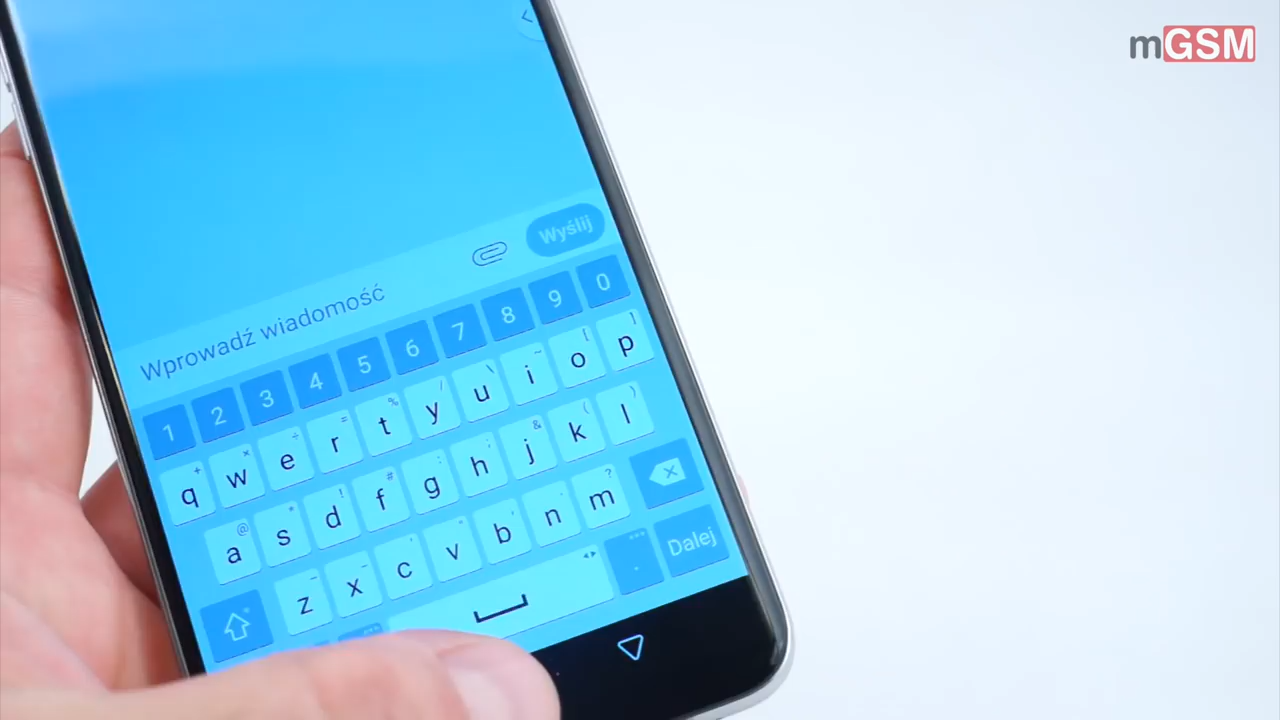 mGSM
Wyślij
Wprowadź wiadomość
1 2 3 4 5 6 7 8 9 0
q w e r t y u i o p
a s d f g h j k l
z x c v b n m
. Dalej